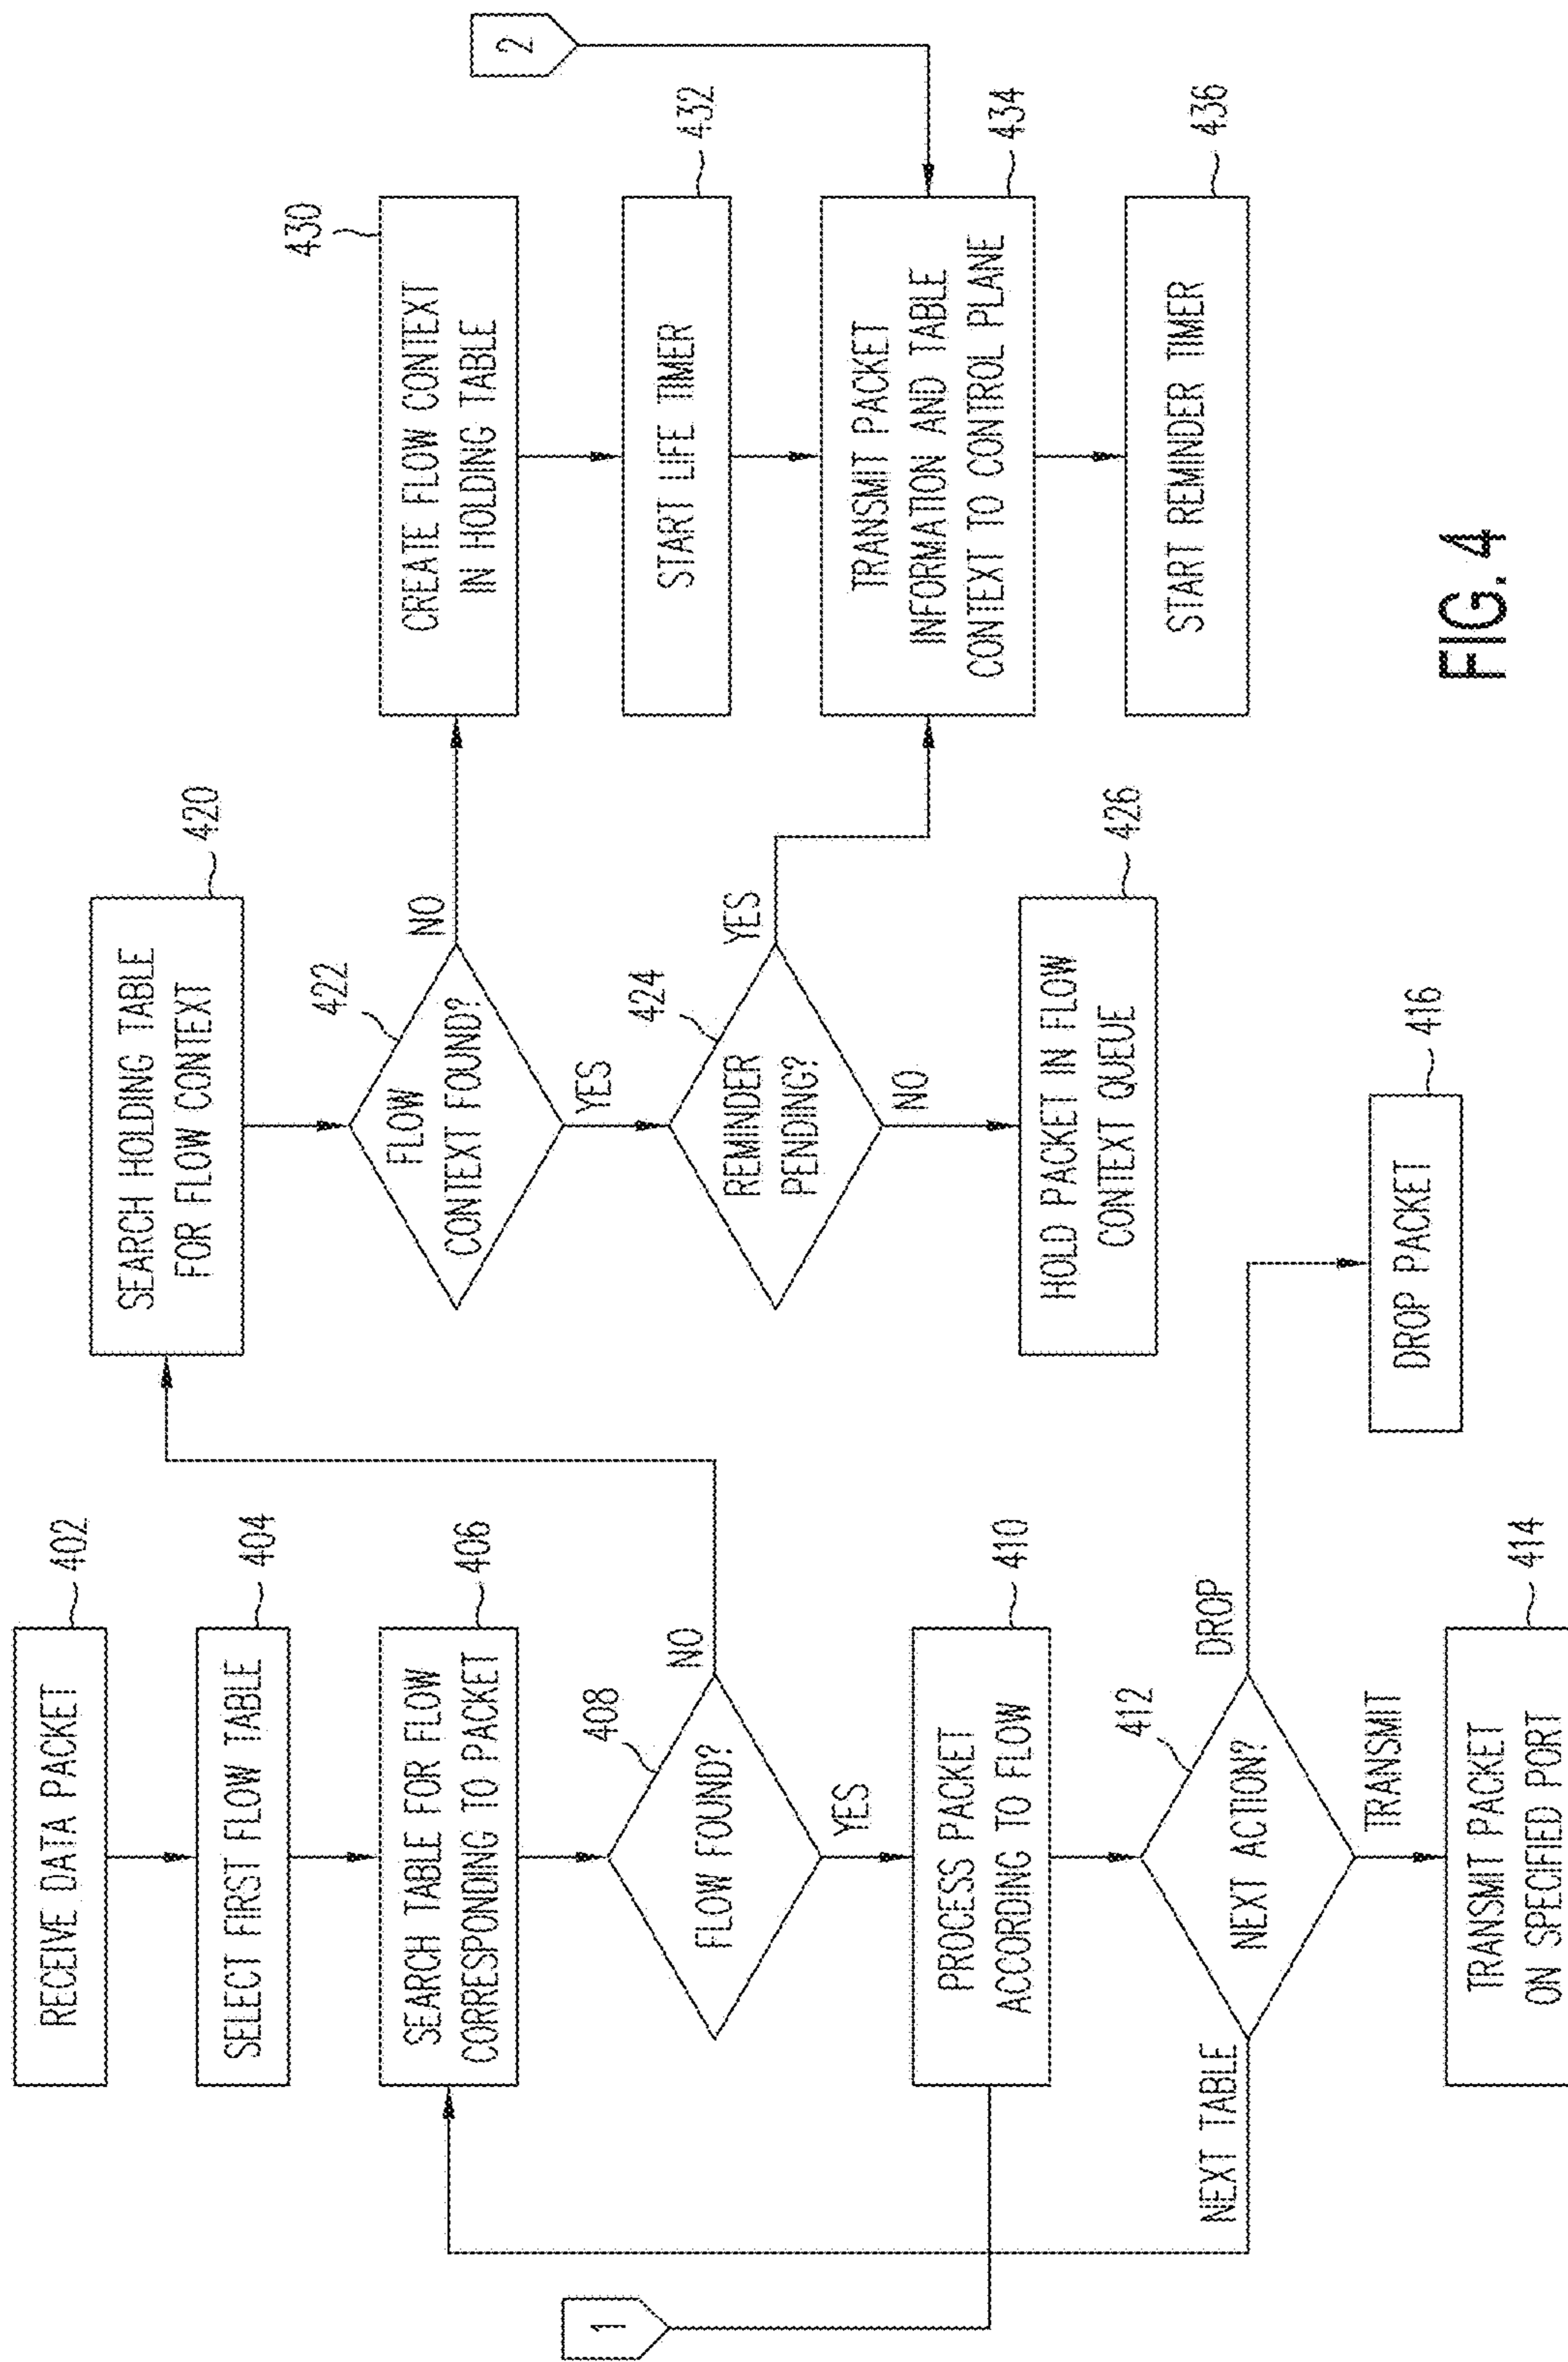 RECEIVE DATA PACKET
402
SELECT FIRST FLOW TABLE
404
SEARCH TABLE FOR FLOW
CORRESPONDING TO PACKET
406
FLOW FOUND?
408
NO
YES
1
PROCESS PACKET
ACCORDING TO FLOW
410
NEXT ACTION?
412
NEXT TABLE
DROP
TRANSMIT
TRANSMIT PACKET
ON SPECIFIED PORT
414
DROP PACKET
416
SEARCH HOLDING TABLE
FOR FLOW CONTEXT
420
FLOW
CONTEXT FOUND?
422
NO
YES
REMINDER
PENDING?
424
YES
NO
HOLD PACKET IN FLOW
CONTEXT QUEUE
426
CREATE FLOW CONTEXT
IN HOLDING TABLE
430
START LIFE TIMER
432
2
TRANSMIT PACKET
INFORMATION AND TABLE
CONTEXT TO CONTROL PLANE
434
START REMINDER TIMER
436
FIG. 4